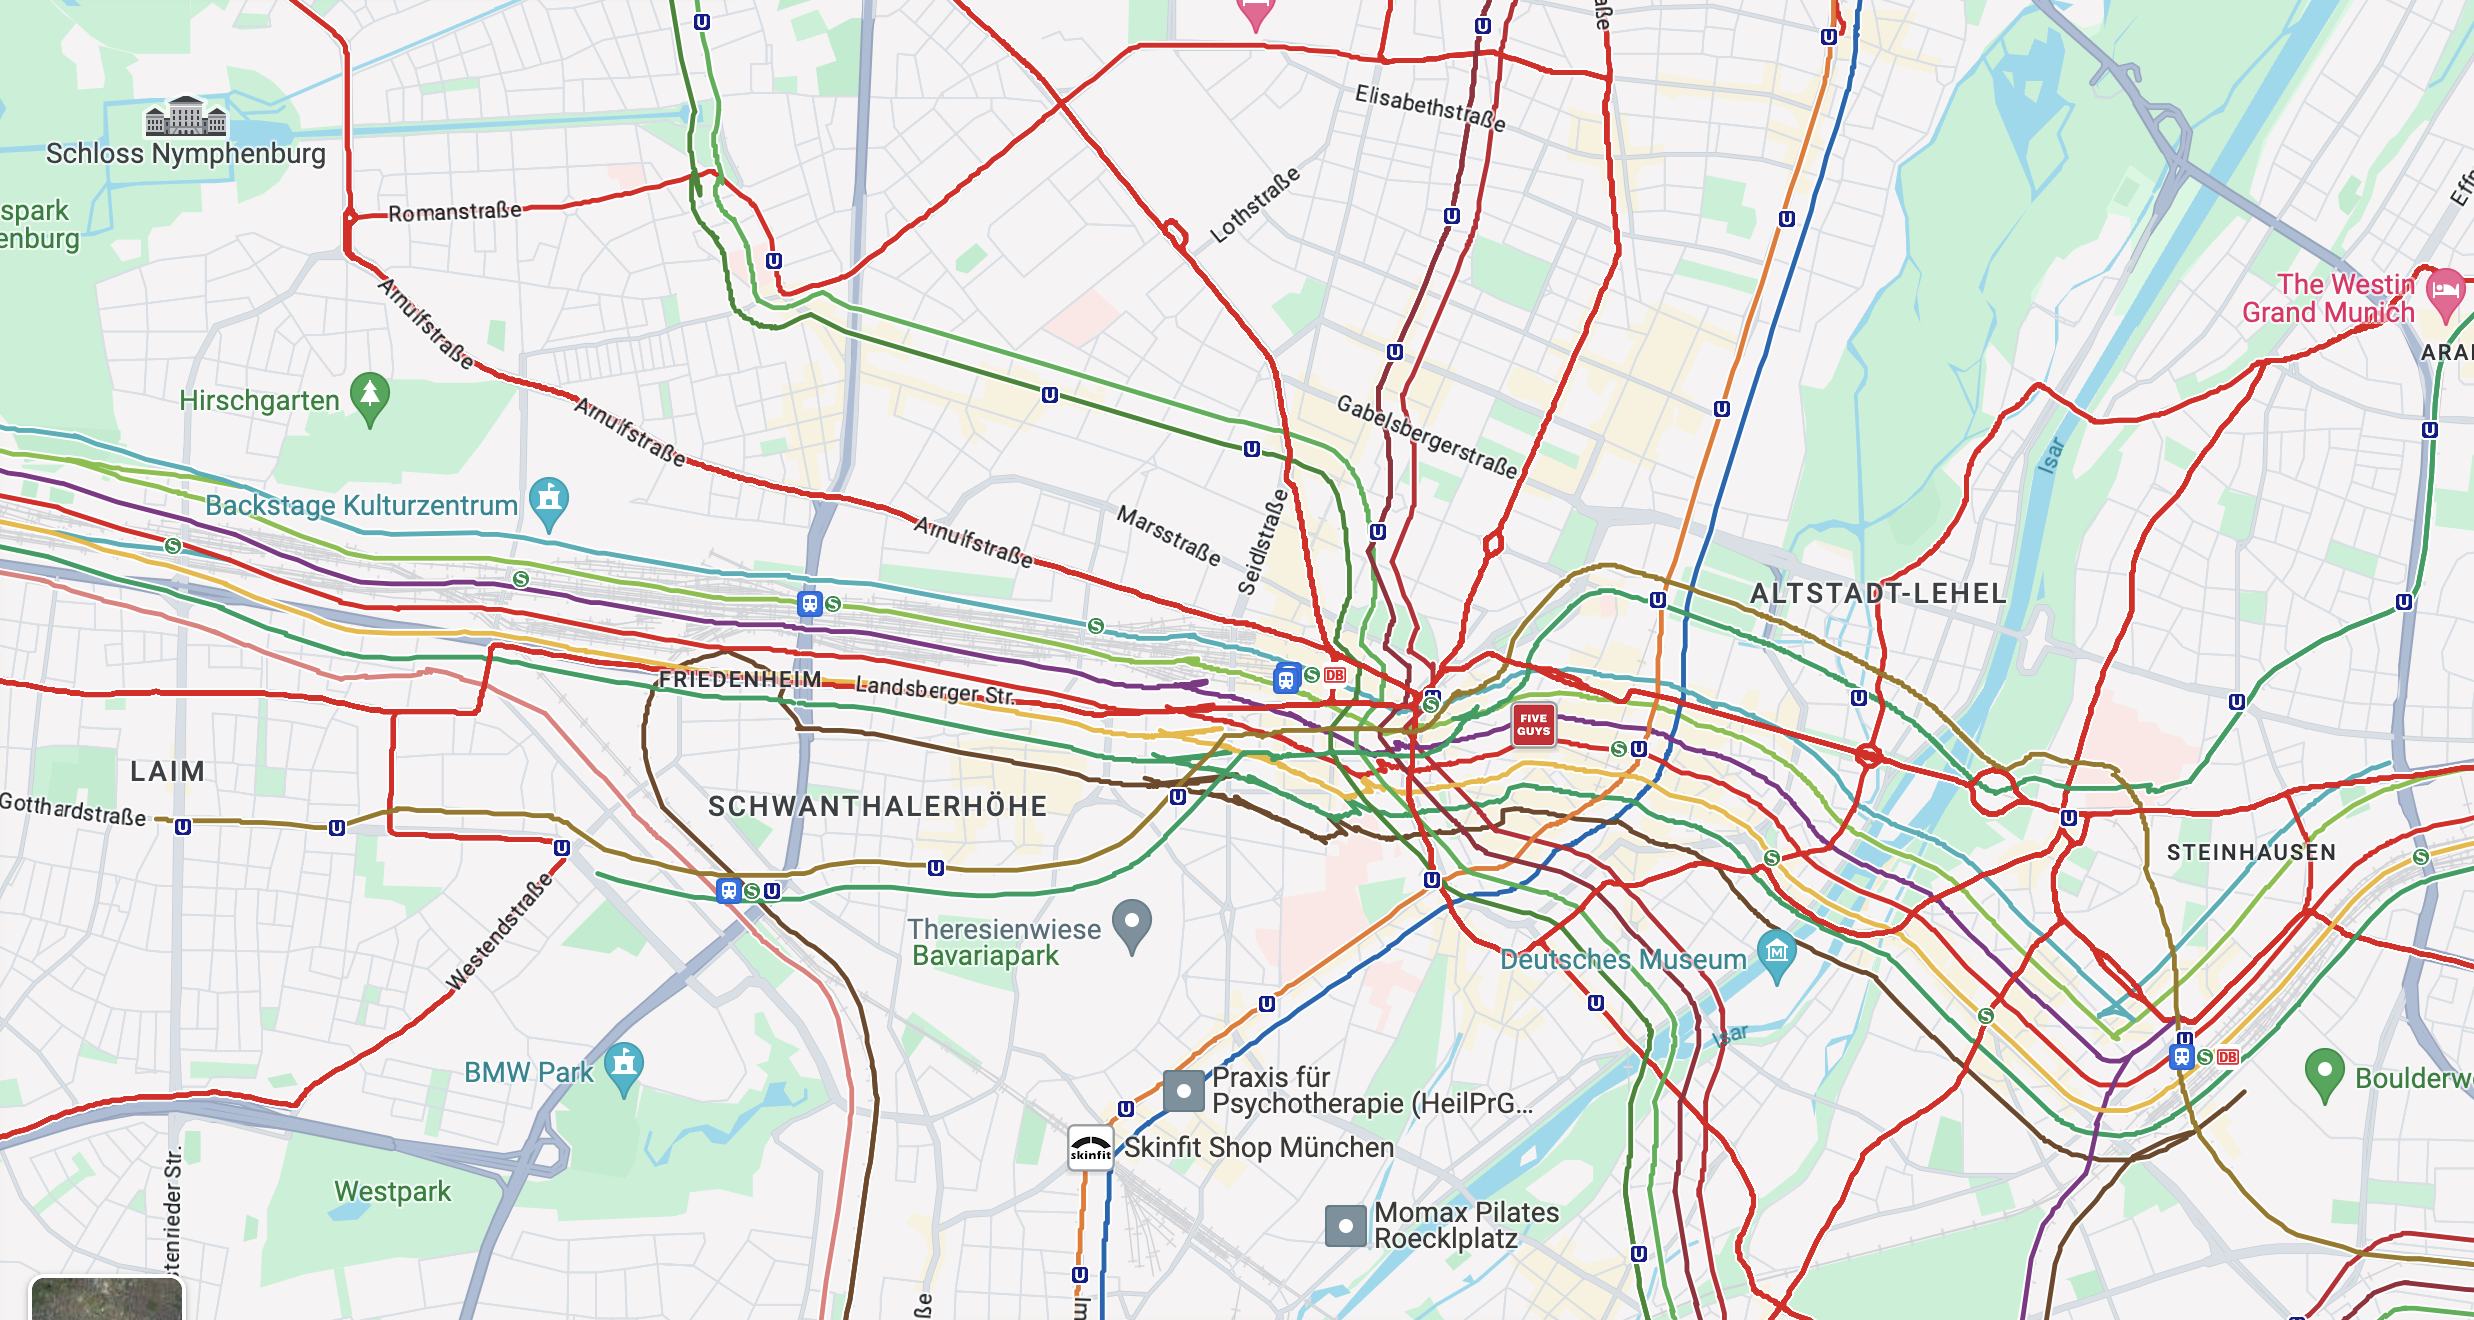 Elisabethstraße
Schloss Nymphenburg
Lothstraße
Romanstraße
spark
enburg
Arnulfstraße
The Westin
Grand Munich
Hirschgarten
Arnulfstraße
Gabelsbergerstraße
Isar
Backstage Kulturzentrum
Arnulfstraße
Marsstraße
Seidlstraße
ALTSTADT-LEHEL
DB
FRIEDENHEIM
Landsberger Str.
FIVE
GUYS
LAIM
SCHWANTHALERHÖHE
Gotthardstraße
STEINHAUSEN
Westendstraße
Theresienwiese
Bavariapark
Deutsches Museum
Isar
BMW Park
DB
Praxis für
Psychotherapie (HeilPrG...
Boulderw
skinfit
Skinfit Shop München
Westpark
Momax Pilates
Roecklplatz
stenrieder Str.